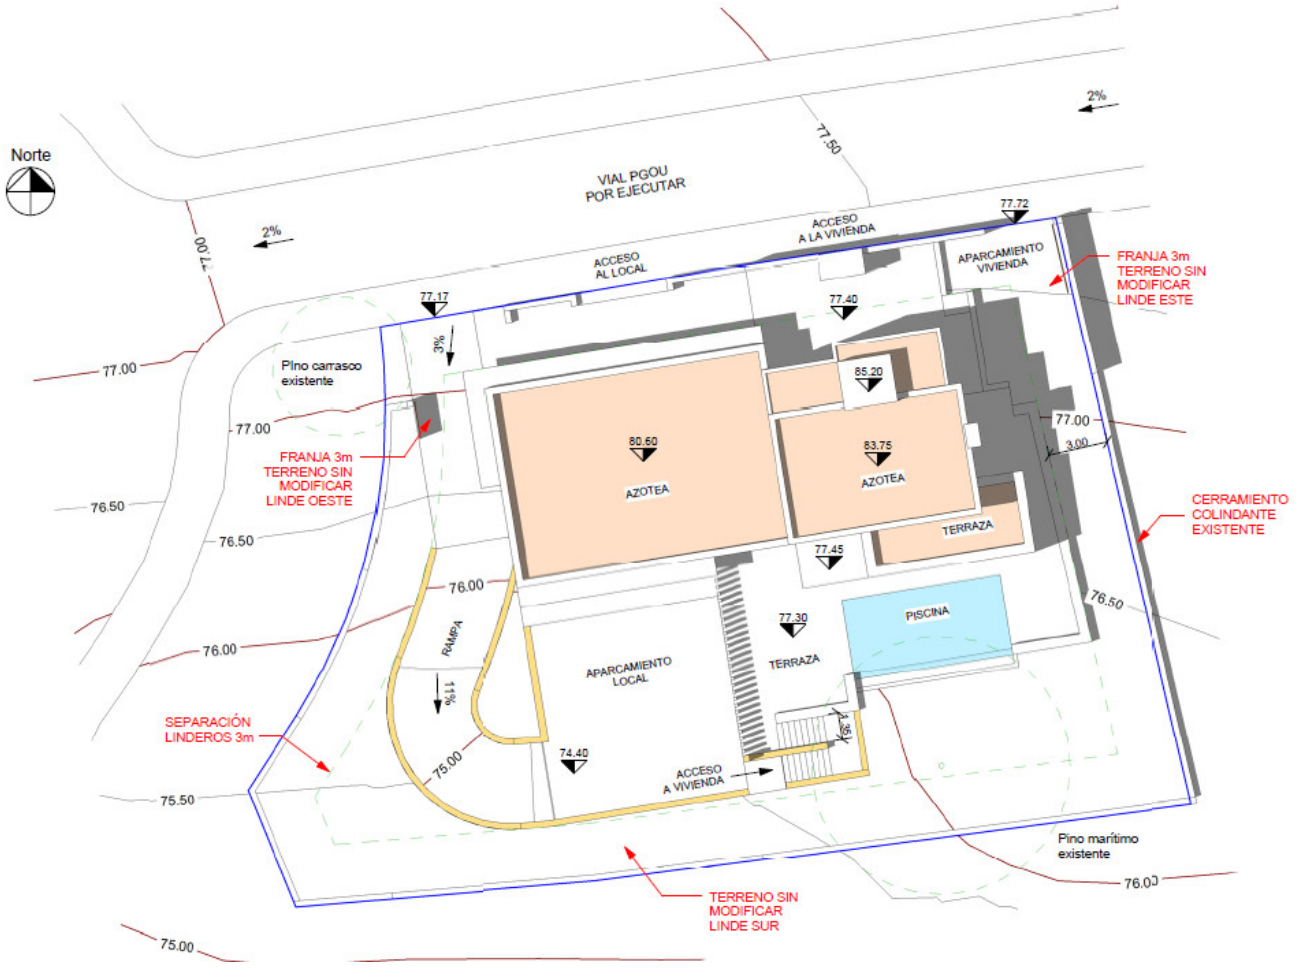 2%
77.50
Norte
VIAL PGOU
POR EJECUTAR
77.72
ACCESO
A LA VIVIENDA
2%
77.00
ACCESO
AL LOCAL
APARCAMIENTO
VIVIENDA
FRANJA 3m
TERRENO SIN
MODIFICAR
LINDE ESTE
77.17
77.40
3%
77.00
Pino carrasco
existente
85.20
77.00
77.00
3,00
80.60
83.75
FRANJA 3m
TERRENO SIN
MODIFICAR
LINDE OESTE
AZOTEA
AZOTEA
76.50
76.50
TERRAZA
CERRAMIENTO
COLINDANTE
EXISTENTE
77.45
76.00
76.50
PISCINA
77.30
76.00
RAMPA
APARCAMIENTO
LOCAL
TERRAZA
11%
SEPARACIÓN
LINDEROS 3m
1,35
75.00
74.40
ACCESO
A VIVIENDA
75.50
Pino marítimo
existente
76.00
TERRENO SIN
MODIFICAR
LINDE SUR
75.00